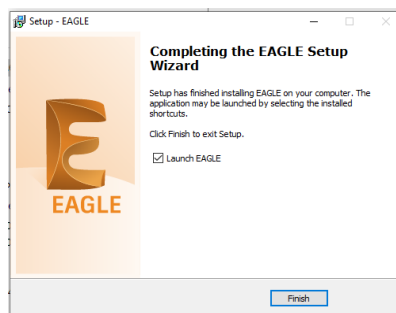 Setup - EAGLE
Completing the EAGLE Setup
Wizard
Setup has finished installing EAGLE on your computer. The
application may be launched by selecting the installed
shortcuts.
Click Finish to exit Setup.
Launch EAGLE
EAGLE
Finish